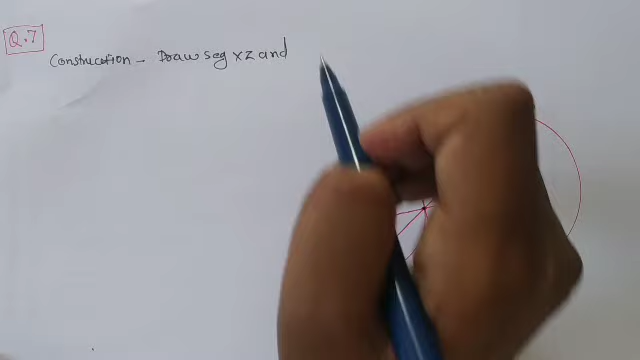 Q.7
Construction - Draw seg XZ and